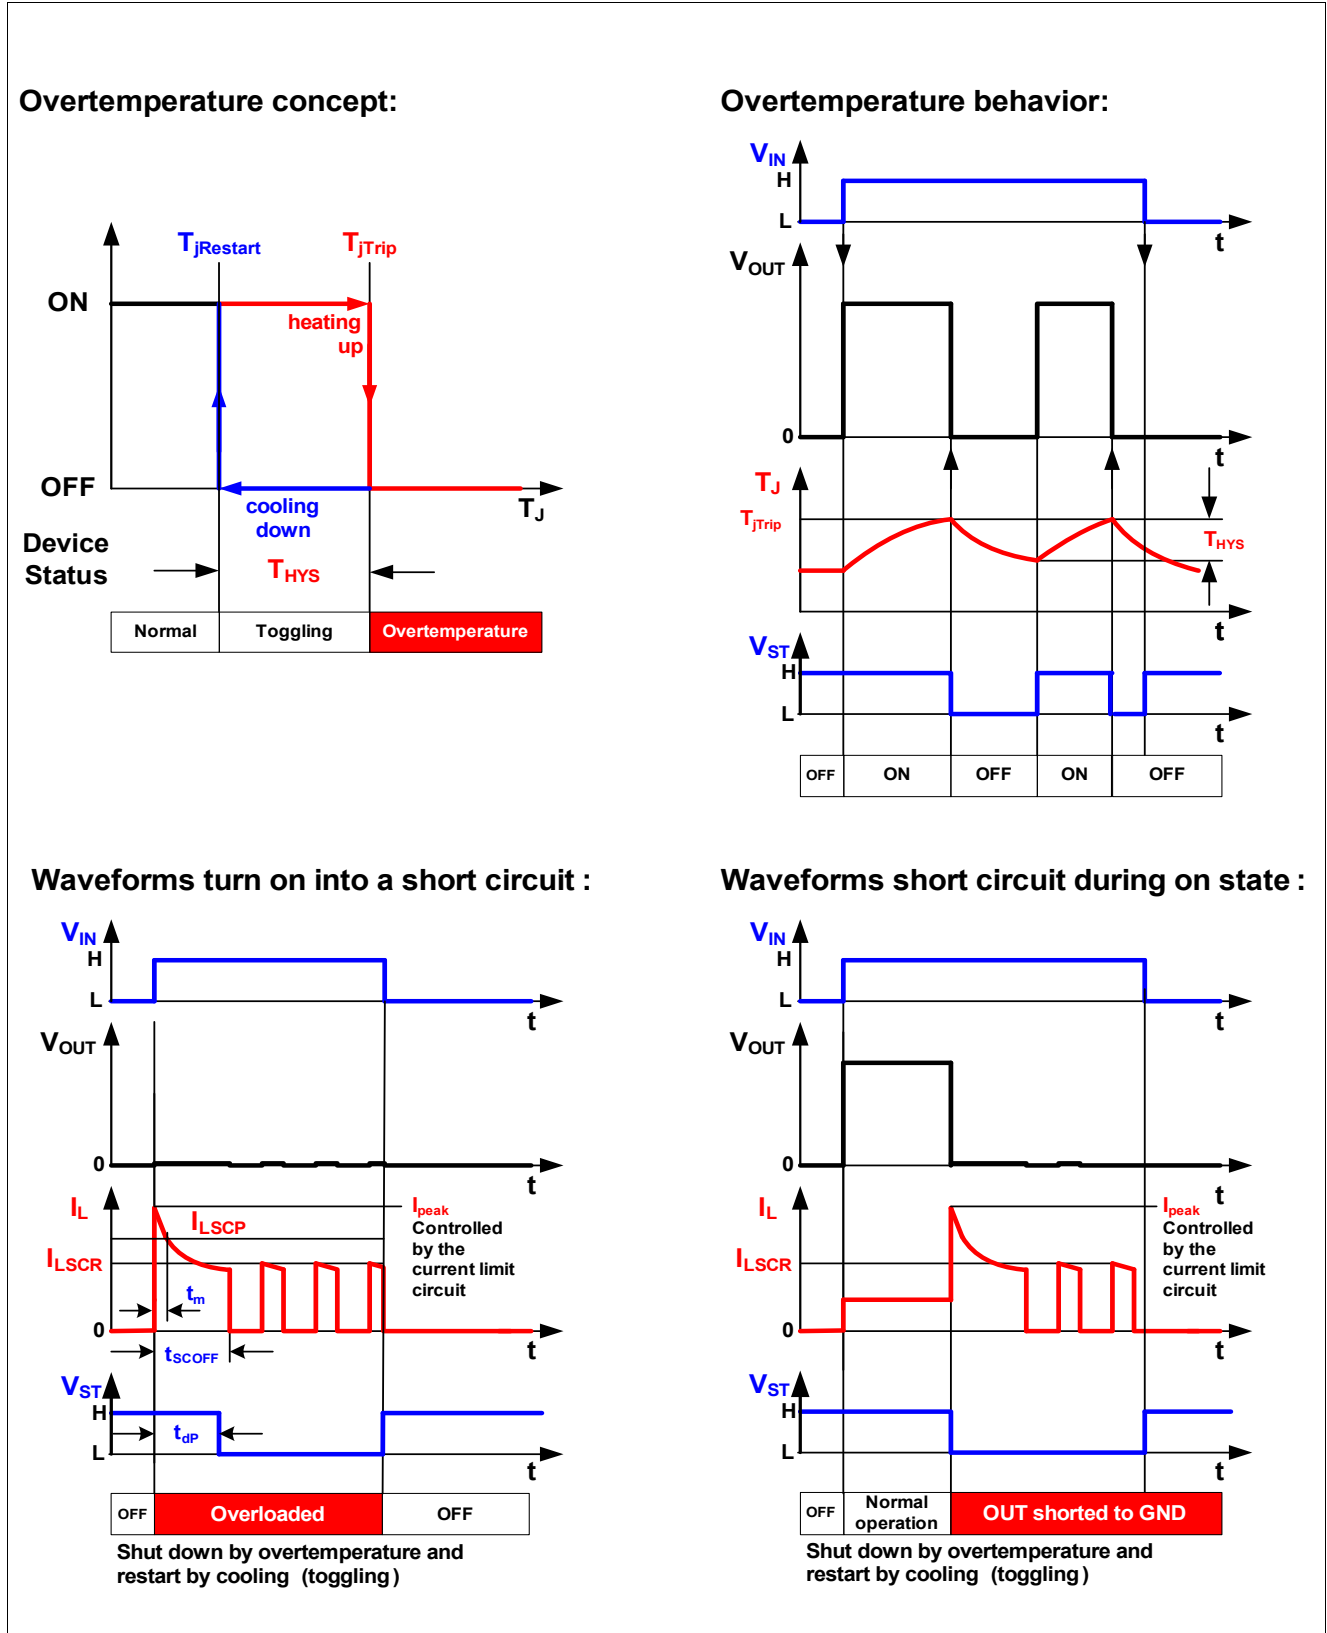 Overtemperature concept:
TjRestart
TjTrip
ON
heating
up
OFF
cooling
down
TJ
Device
Status
THYS
Normal
Toggling
Overtemperature
Overtemperature behavior:
VIN
H
L
t
VOUT
0
t
TJ
TjTrip
THYS
t
VST
H
L
t
OFF
ON
OFF
ON
OFF
Waveforms turn on into a short circuit :
VIN
H
L
t
VOUT
0
t
IL
Ipeak
ILSCP
Controlled
by the
current limit
circuit
ILSCR
tm
0
t
tSCOFF
VST
H
tdP
L
t
OFF
Overloaded
OFF
Shut down by overtemperature and
restart by cooling (toggling)
Waveforms short circuit during on state :
VIN
H
L
t
VOUT
0
t
IL
Ipeak
Controlled
by the
current limit
circuit
ILSCR
0
t
VST
H
L
t
OFF
Normal
operation
OUT shorted to GND
Shut down by overtemperature and
restart by cooling (toggling)